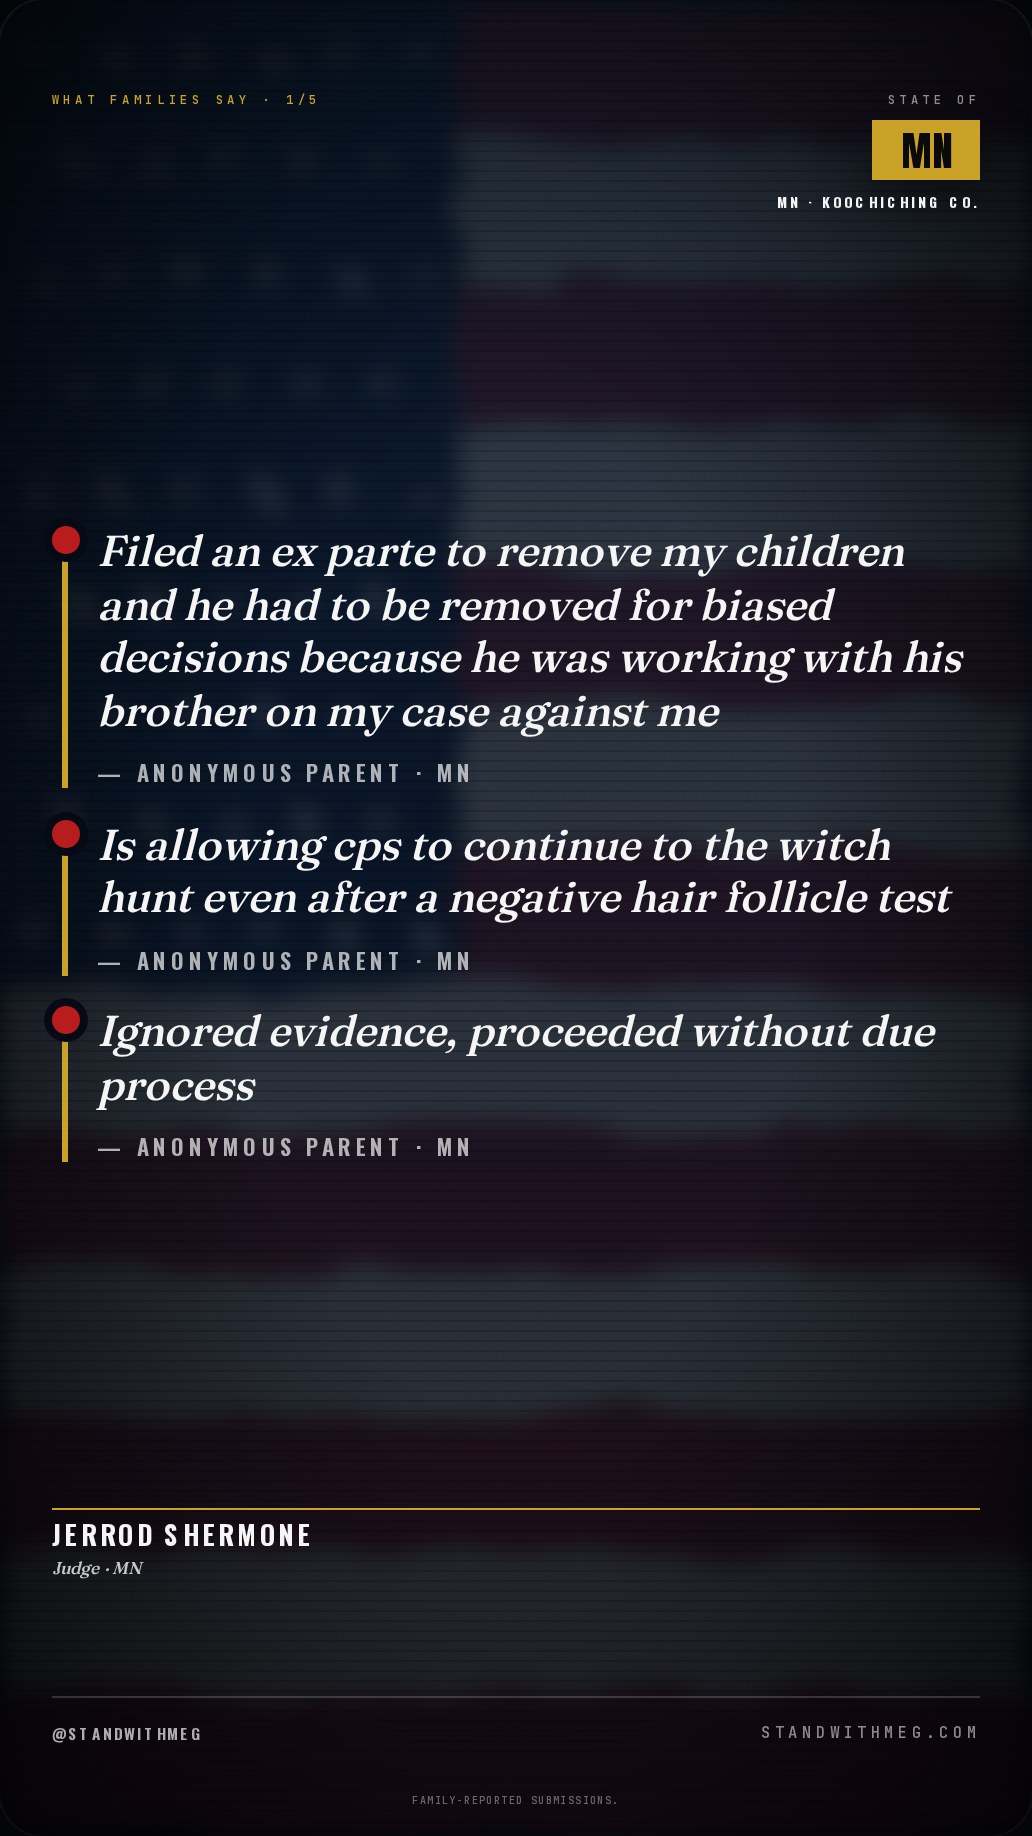 WHAT FAMILIES SAY · 1/5
STATE OF
MN
MN · KOOCHICHING CO.
Filed an ex parte to remove my children
and he had to be removed for biased
decisions because he was working with his
brother on my case against me
— ANONYMOUS PARENT · MN
Is allowing cps to continue to the witch
hunt even after a negative hair follicle test
— ANONYMOUS PARENT · MN
Ignored evidence, proceeded without due
process
— ANONYMOUS PARENT · MN
JERROD SHERMONE
Judge · MN
@STANDWITHMEG
STANDWITHMEG.COM
FAMILY-REPORTED SUBMISSIONS.